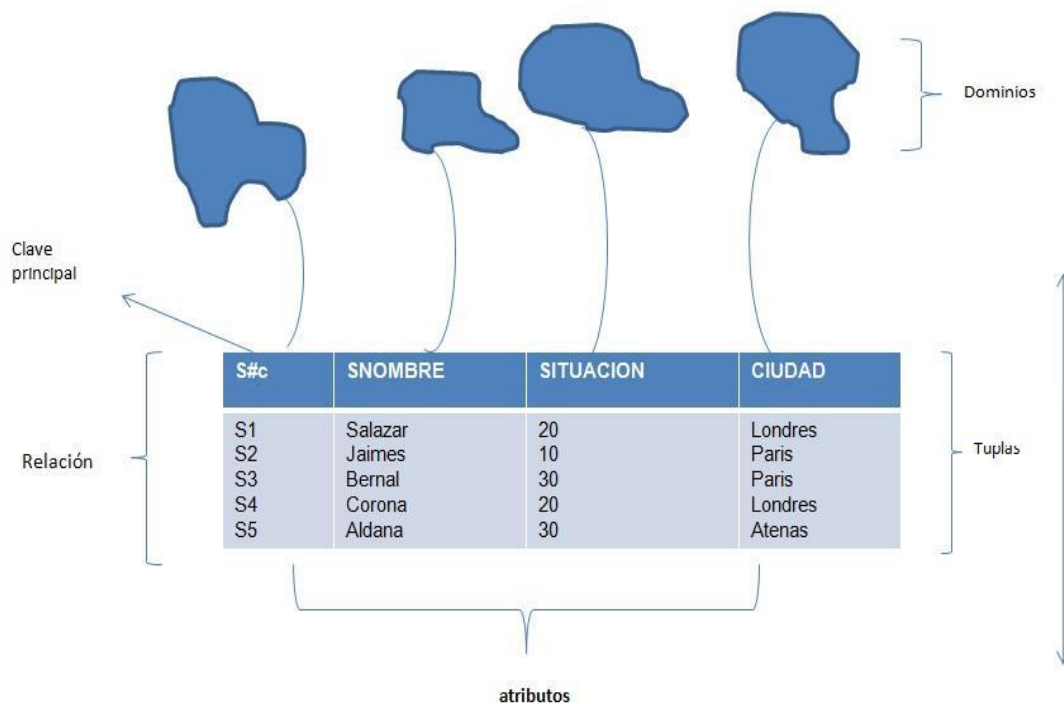 Dominios
Clave
principal
S#c SNOMBRE SITUACION CIUDAD
S1 Salazar 20 Londres
S2 Jaimes 10 Paris
S3 Bernal 30 Paris
S4 Corona 20 Londres
S5 Aldana 30 Atenas
Relación
Tuplas
atributos